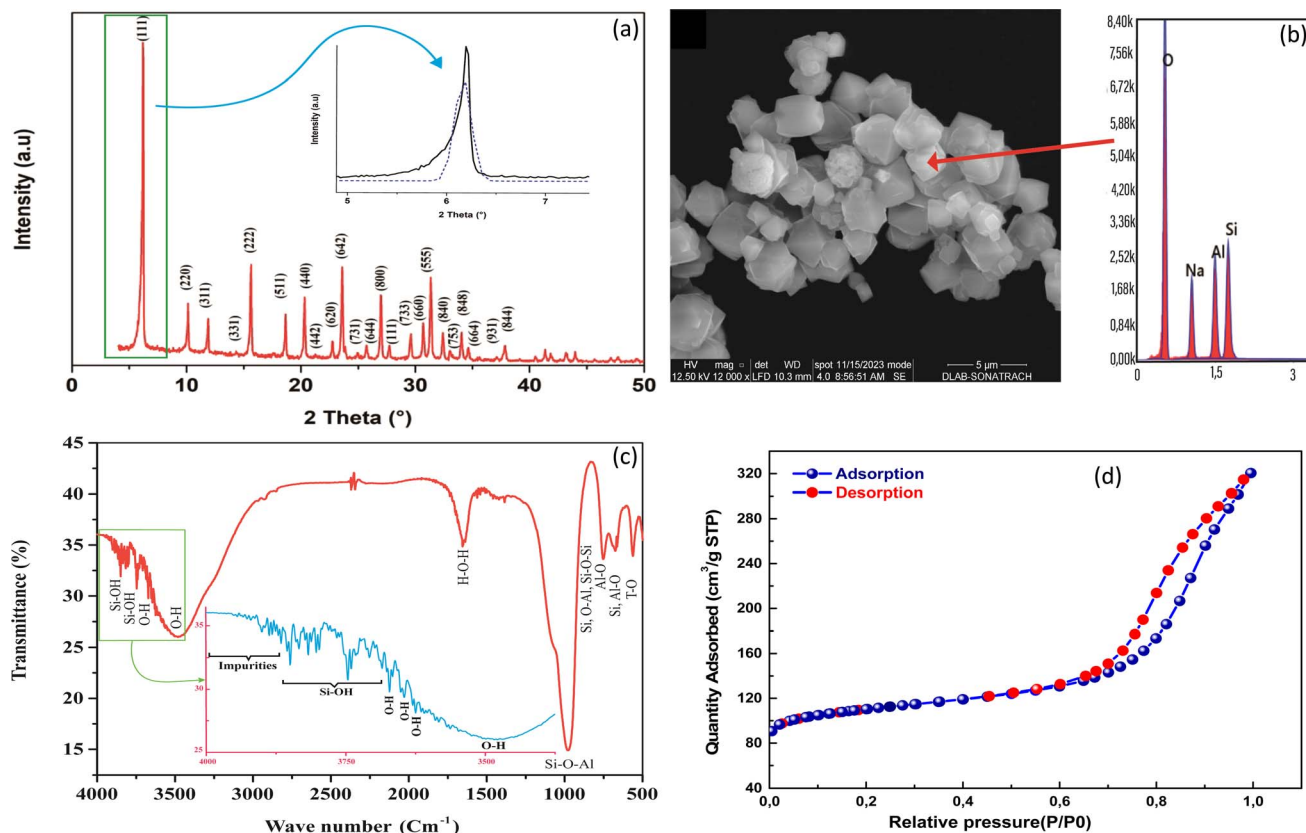 (a)
Intensity (a.u)
(111)
(220)
(311)
(331)
(222)
(511)
(440)
(442)
(620)
(642)
(731)
(644)
(800)
(111)
(733)
(660)
(555)
(840)
(753)
(848)
(664)
(931)
(844)
0 10 20 30 40 50
2 Theta (°)
Intensity (a.u)
5 6 7
2 Theta (°)
HV mag □ det WD spot 11/15/2023 mode 5 µm
12.50 kV 12 000 x LFD 10.3 mm 4.0 8:56:51 AM SE DLAB-SONATRACH
(b)
8,40k
7,56k
6,72k
5,88k
5,04k
4,20k
3,36k
2,52k
1,68k
0,84k
0,00k
O
Na
Al
Si
0 1,5 3
(c)
Transmittance (%)
45
40
35
30
25
20
15
Si-OH
Si-OH
O-H
O-H
H-O-H
Si, O-Al, Si-O-Si
Al-O
Si, Al-O
T-O
Si-O-Al
35
30
25
Impurities
Si-OH
O-H
O-H
O-H
O-H
4000 3750 3500
4000 3500 3000 2500 2000 1500 1000 500
Wave number (Cm⁻¹)
(d)
Adsorption
Desorption
Quantity Adsorbed (cm³/g STP)
320
280
240
200
160
120
80
40
0,0 0,2 0,4 0,6 0,8 1,0
Relative pressure(P/P0)